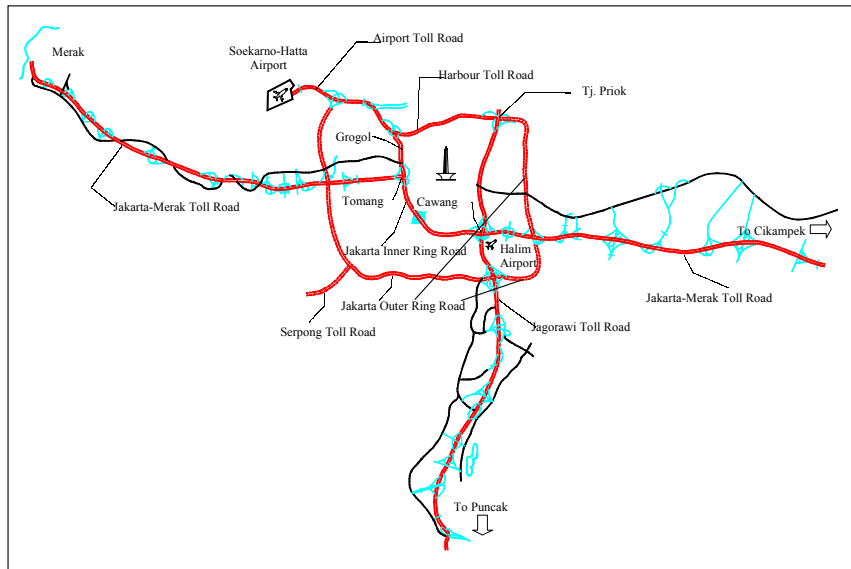 Airport Toll Road
Merak
Soekarno-Hatta
Airport
Harbour Toll Road
Tj. Priok
Grogol
Tomang
Cawang
Jakarta-Merak Toll Road
To Cikampek
Jakarta Inner Ring Road
Halim
Airport
Jakarta-Merak Toll Road
Jakarta Outer Ring Road
Serpong Toll Road
Jagorawi Toll Road
To Puncak